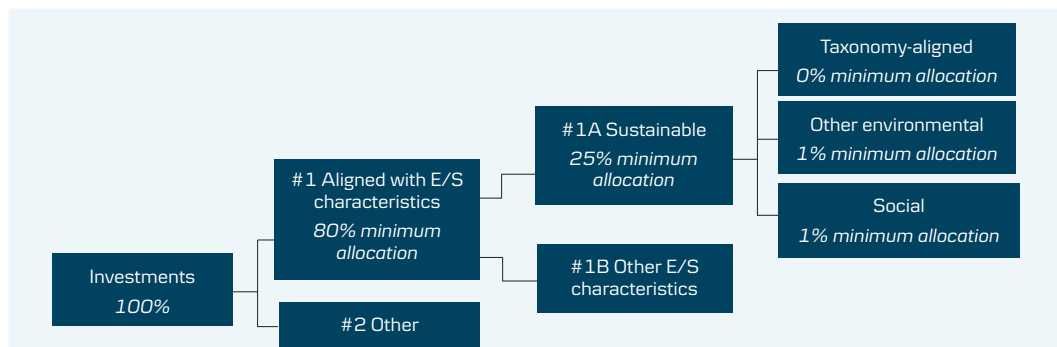 Investments
100%
#1 Aligned with E/S
characteristics
80% minimum
allocation
#2 Other
#1A Sustainable
25% minimum
allocation
#1B Other E/S
characteristics
Taxonomy-aligned
0% minimum allocation
Other environmental
1% minimum allocation
Social
1% minimum allocation